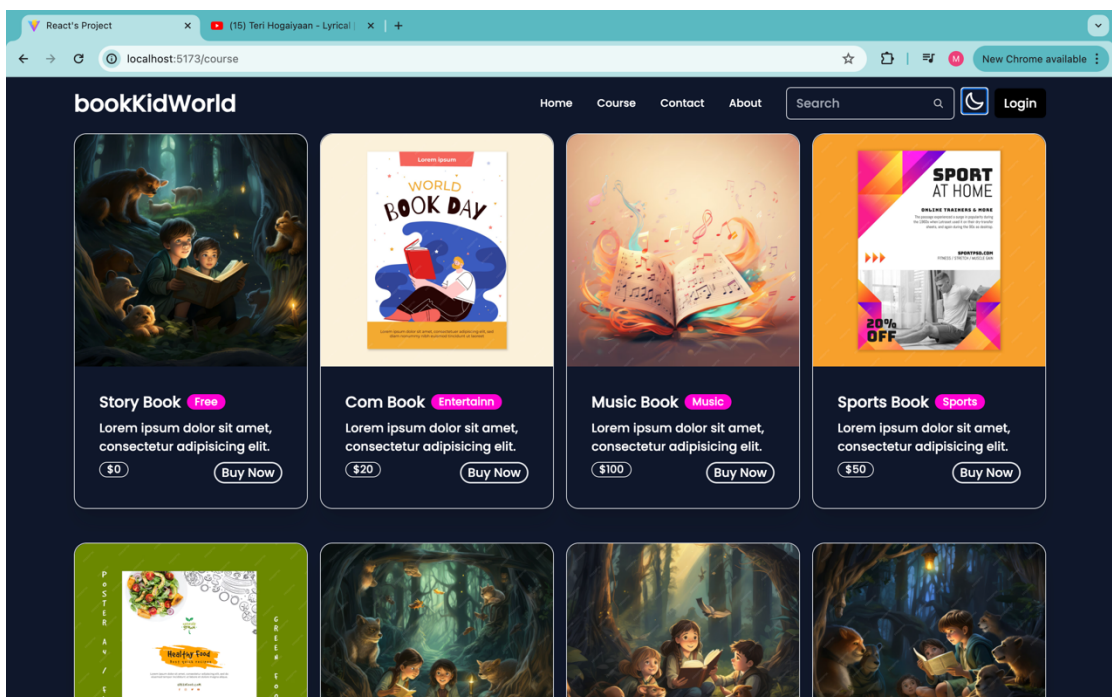 React's Project
(15) Teri Hogaiyaan - Lyrical
localhost:5173/course
M
New Chrome available
bookKidWorld
Home Course Contact About Search Login
Lorem Ipsum
WORLD
BOOK DAY
SPORT
AT HOME
ONLINE TRAINERS & MORE
20%
OFF
Story Book Free
Lorem ipsum dolor sit amet,
consectetur adipisicing elit.
$0 Buy Now
Com Book Entertainn
Lorem ipsum dolor sit amet,
consectetur adipisicing elit.
$20 Buy Now
Music Book Music
Lorem ipsum dolor sit amet,
consectetur adipisicing elit.
$100 Buy Now
Sports Book Sports
Lorem ipsum dolor sit amet,
consectetur adipisicing elit.
$50 Buy Now
POSTER A4 /
Healthy Food